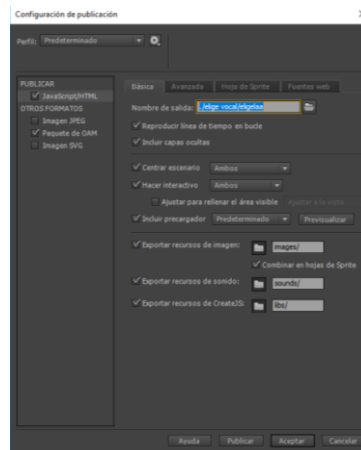 Configuración de publicación
Perfil: Predeterminado
PUBLICAR
JavaScript/HTML
OTROS FORMATOS
Imagen JPEG
Paquete de OAM
Imagen SVG
Básica Avanzada Hoja de Sprite Fuentes web
Nombre de salida: ./elige vocal/eligelaa
Reproducir línea de tiempo en bucle
Incluir capas ocultas
Centrar escenario Ambos
Hacer interactivo Ambos
Ajustar para rellenar el área visible Ajustar a la vista
Incluir precargador Predeterminado Previsualizar
Exportar recursos de imagen: images/
Combinar en hojas de Sprite
Exportar recursos de sonido: sounds/
Exportar recursos de CreateJS: libs/
Ayuda Publicar Aceptar Cancelar